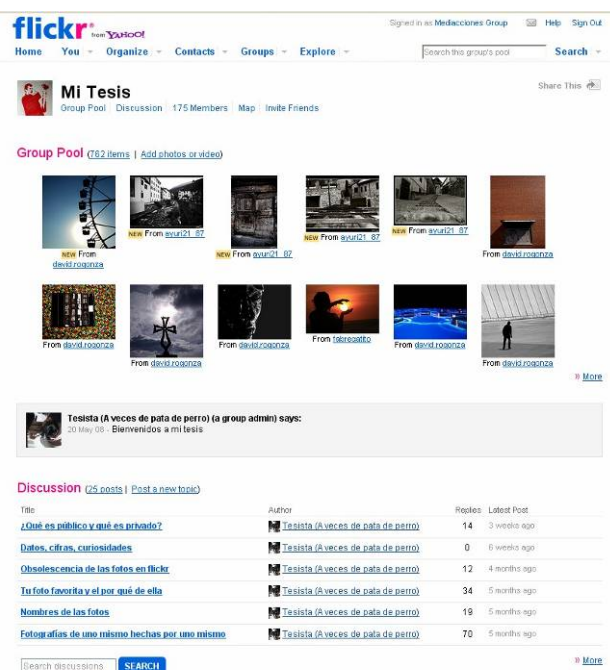 flickr from YAHOO!
Signed in as Mediacciones Group Help Sign Out
Home You Organize Contacts Groups Explore
Search this group's pool Search
Mi Tesis
Share This
Group Pool Discussion 175 Members Map Invite Friends
Group Pool (762 items | Add photos or video)
NEW From david.rogonza
NEW From ayuri21_87
NEW From ayuri21_87
NEW From ayuri21_87
NEW From ayuri21_87
From david.rogonza
From david.rogonza
From david.rogonza
From david.rogonza
From fabregatito
From david.rogonza
From david.rogonza
» More
Tesista (A veces de pata de perro) (a group admin) says:
20 May 08 - Bienvenidos a mi tesis
Discussion (25 posts | Post a new topic)
Title Author Replies Latest Post
¿Qué es público y qué es privado? Tesista (A veces de pata de perro) 14 3 weeks ago
Datos, cifras, curiosidades Tesista (A veces de pata de perro) 0 6 weeks ago
Obsolescencia de las fotos en flickr Tesista (A veces de pata de perro) 12 4 months ago
Tu foto favorita y el por qué de ella Tesista (A veces de pata de perro) 34 5 months ago
Nombres de las fotos Tesista (A veces de pata de perro) 19 5 months ago
Fotografías de uno mismo hechas por uno mismo Tesista (A veces de pata de perro) 70 5 months ago
Search discussions SEARCH
» More